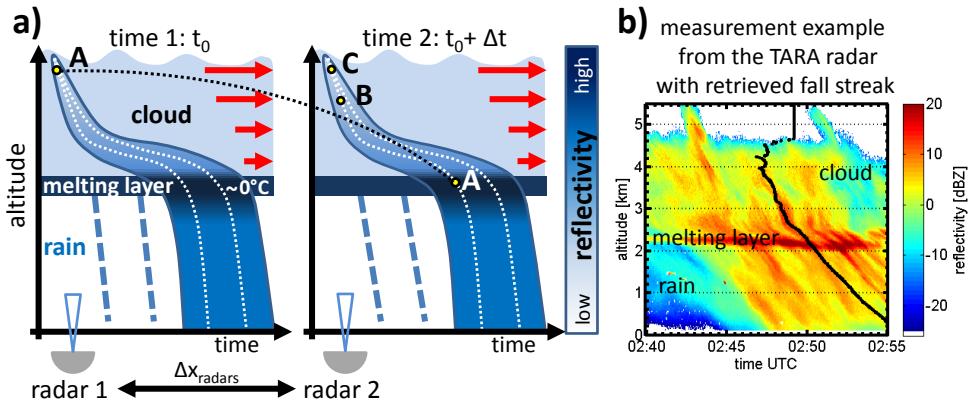 a)
time 1: t0
time 2: t0+ Δt
A
C
B
A
cloud
melting layer
~0°C
rain
altitude
time
time
radar 1
Δxradars
radar 2
high
reflectivity
low
b)
measurement example
from the TARA radar
with retrieved fall streak
5
4
3
2
1
0
altitude [km]
cloud
melting layer
rain
02:40
02:45
02:50
02:55
time UTC
20
10
0
-10
-20
reflectivity [dBZ]